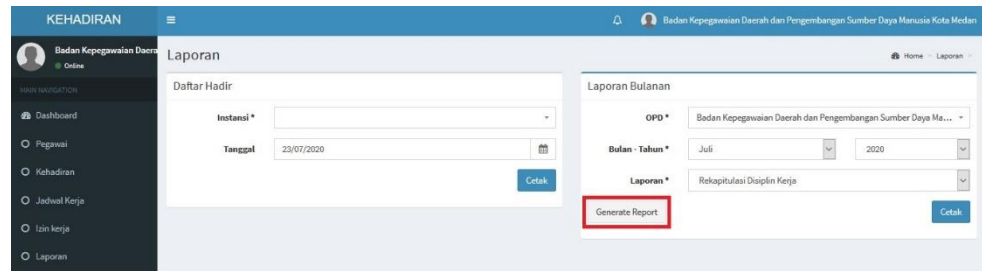 KEHADIRAN
Badan Kepegawaian Daerah dan Pengembangan Sumber Daya Manusia Kota Medan
Badan Kepegawaian Daera
Online
MAIN NAVIGATION
Dashboard
Pegawai
Kehadiran
Jadwal Kerja
Izin kerja
Laporan
Laporan
Home
Laporan
Daftar Hadir
Instansi *
Tanggal 23/07/2020
Cetak
Laporan Bulanan
OPD * Badan Kepegawaian Daerah dan Pengembangan Sumber Daya Ma...
Bulan - Tahun * Juli 2020
Laporan * Rekapitulasi Disiplin Kerja
Generate Report Cetak